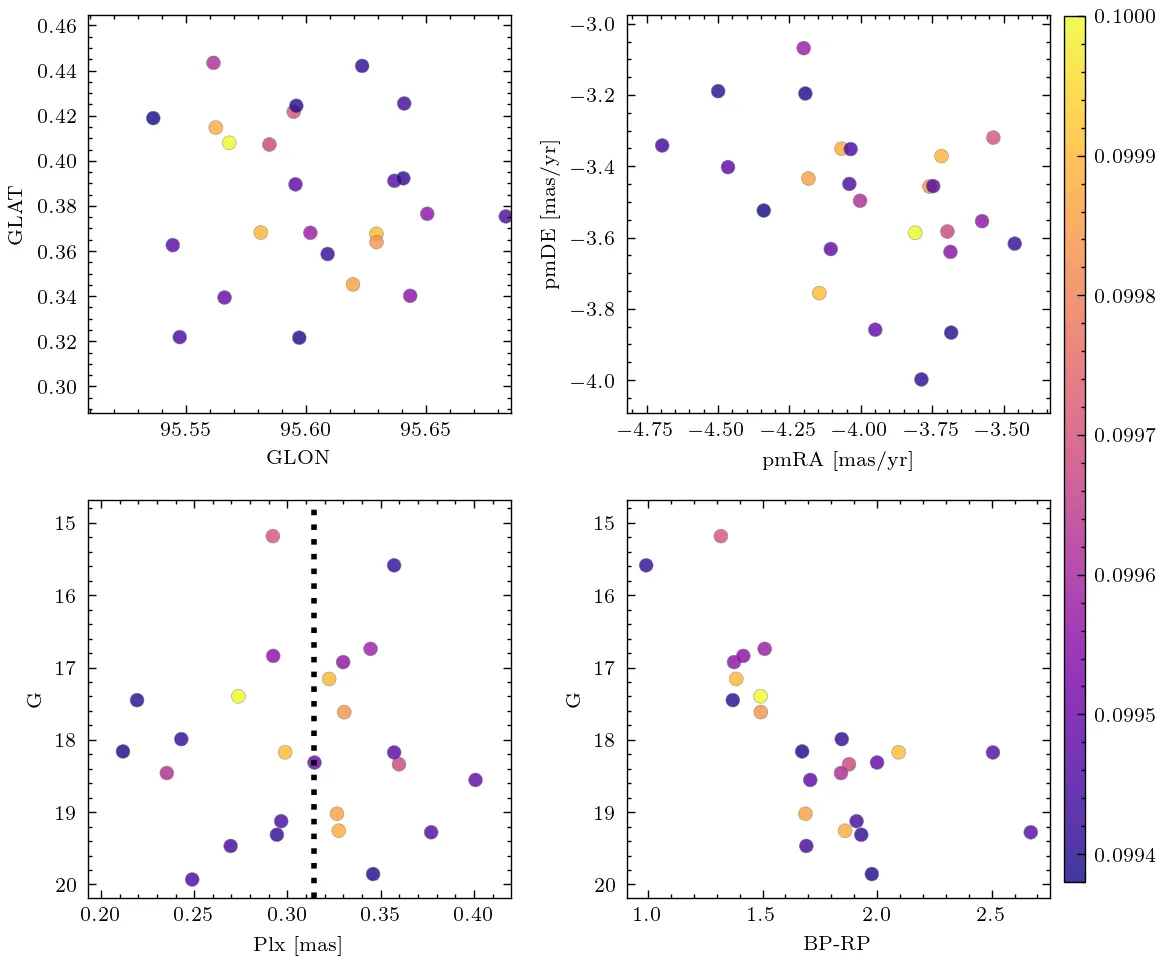 0.46
0.44
0.42
0.40
0.38
0.36
0.34
0.32
0.30
GLAT
95.55 95.60 95.65
GLON
−3.0
−3.2
−3.4
−3.6
−3.8
−4.0
pmDE [mas/yr]
−4.75 −4.50 −4.25 −4.00 −3.75 −3.50
pmRA [mas/yr]
15
16
17
18
19
20
G
0.20 0.25 0.30 0.35 0.40
Plx [mas]
15
16
17
18
19
20
G
1.0 1.5 2.0 2.5
BP-RP
0.1000
0.0999
0.0998
0.0997
0.0996
0.0995
0.0994